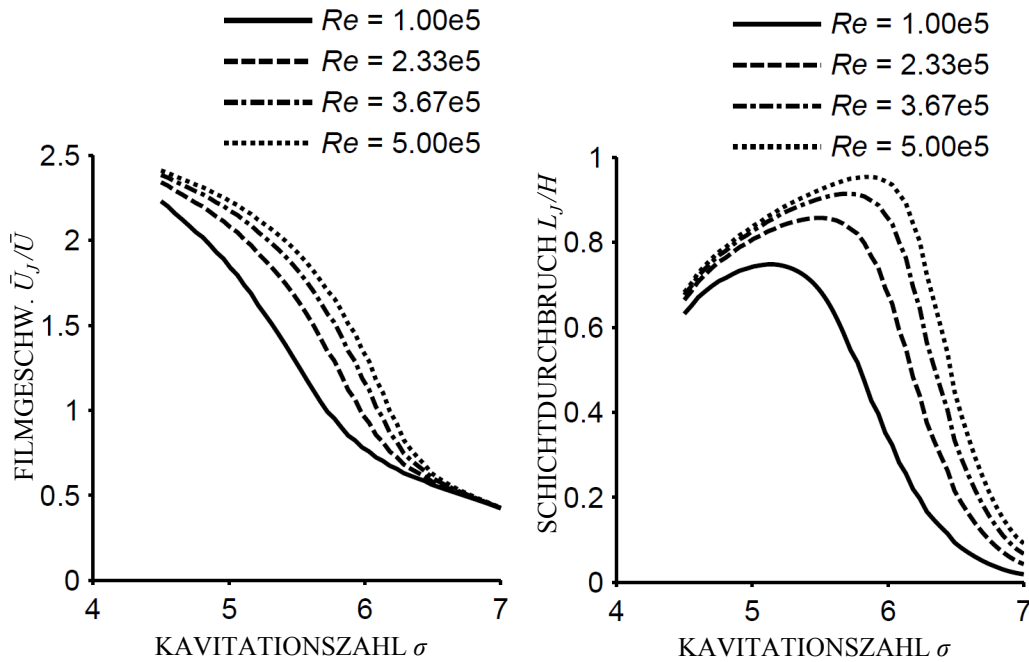 Re = 1.00e5
Re = 2.33e5
Re = 3.67e5
Re = 5.00e5
2.5
2
1.5
1
0.5
0
4
5
6
7
FILMGESCHW. Ū_J/Ū
KAVITATIONSZAHL σ
Re = 1.00e5
Re = 2.33e5
Re = 3.67e5
Re = 5.00e5
1
0.8
0.6
0.4
0.2
0
4
5
6
7
SCHICHTDURCHBRUCH L_J/H
KAVITATIONSZAHL σ